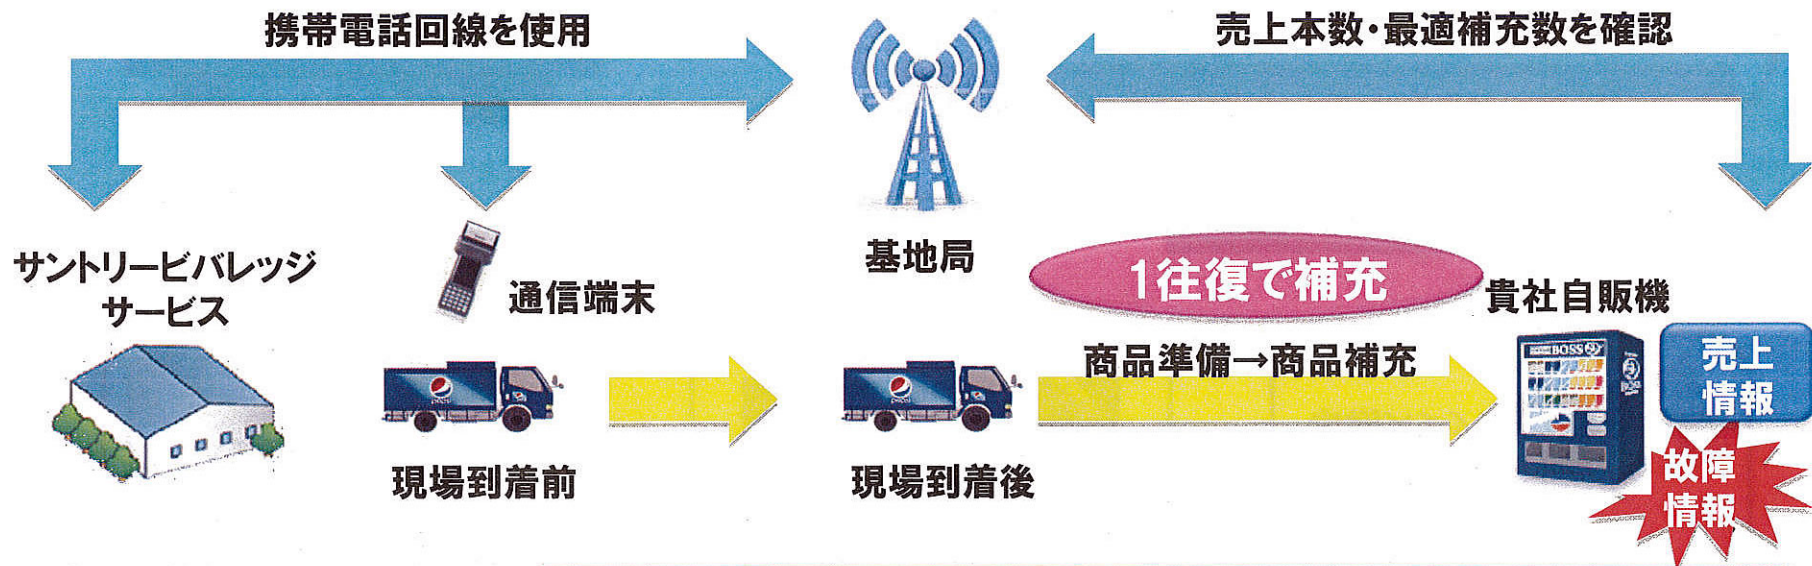 携帯電話回線を使用
売上本数・最適補充数を確認
サントリービバレッジ
サービス
通信端末
基地局
1往復で補充
貴社自販機
商品準備→商品補充
BOSS
売上
情報
故障
情報
pepsi
pepsi
現場到着前
現場到着後